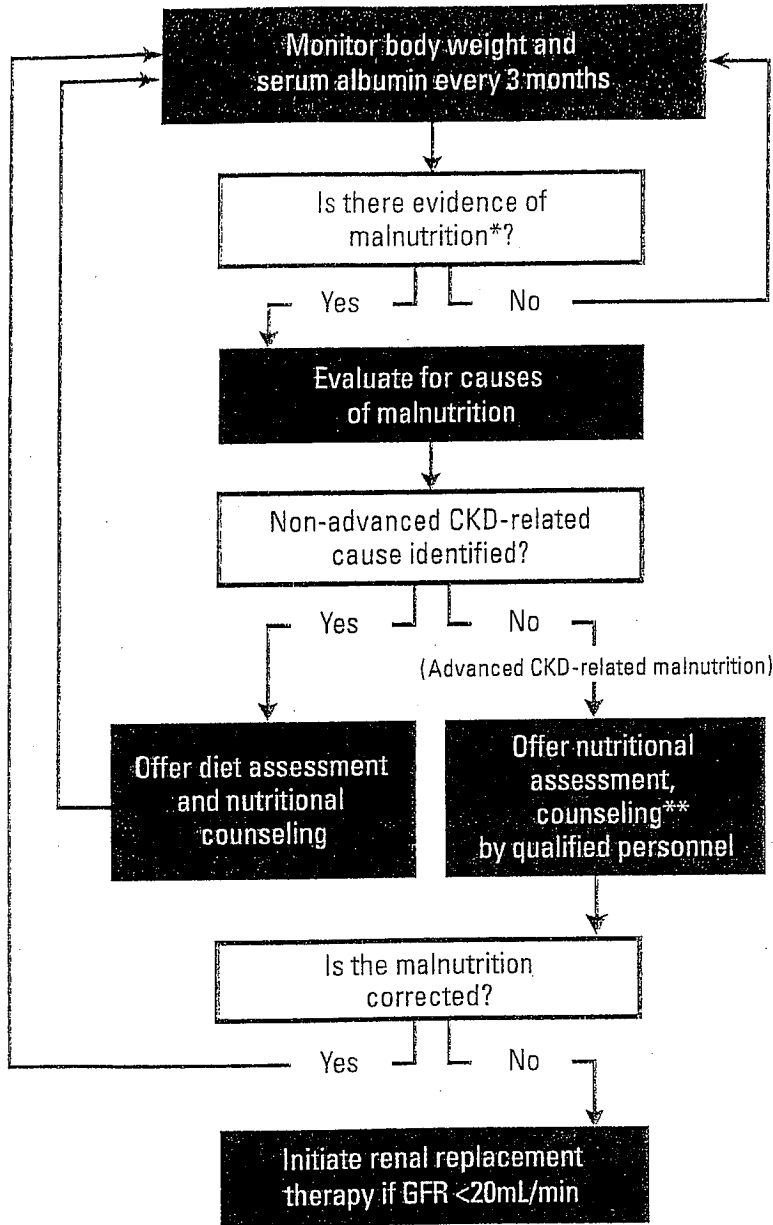 Monitor body weight and
serum albumin every 3 months
Is there evidence of
malnutrition*?
Yes
No
Evaluate for causes
of malnutrition
Non-advanced CKD-related
cause identified?
Yes
No
(Advanced CKD-related malnutrition)
Offer diet assessment
and nutritional
counseling
Offer nutritional
assessment,
counseling**
by qualified personnel
Is the malnutrition
corrected?
Yes
No
Initiate renal replacement
therapy if GFR <20mL/min